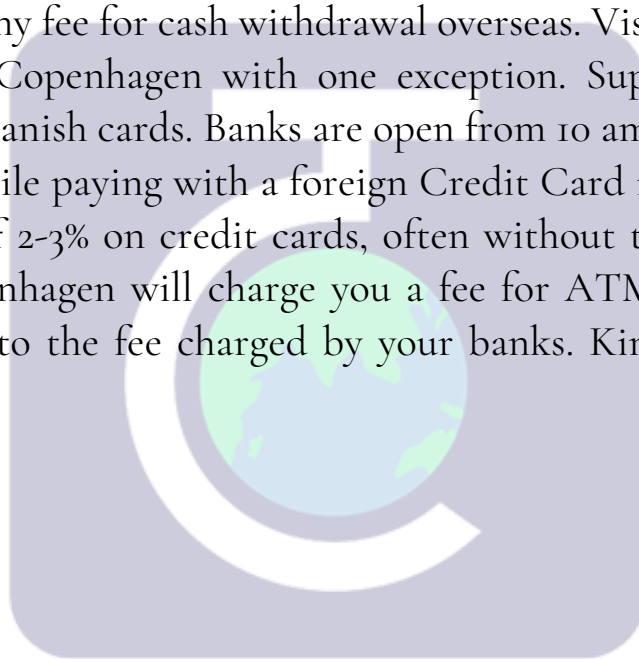 ny fee for cash withdrawal overseas. Vis
Copenhagen with one exception. Sup
anish cards. Banks are open from 10 am
ile paying with a foreign Credit Card
f 2-3% on credit cards, often without t
nhagen will charge you a fee for ATM
to the fee charged by your banks. Kin